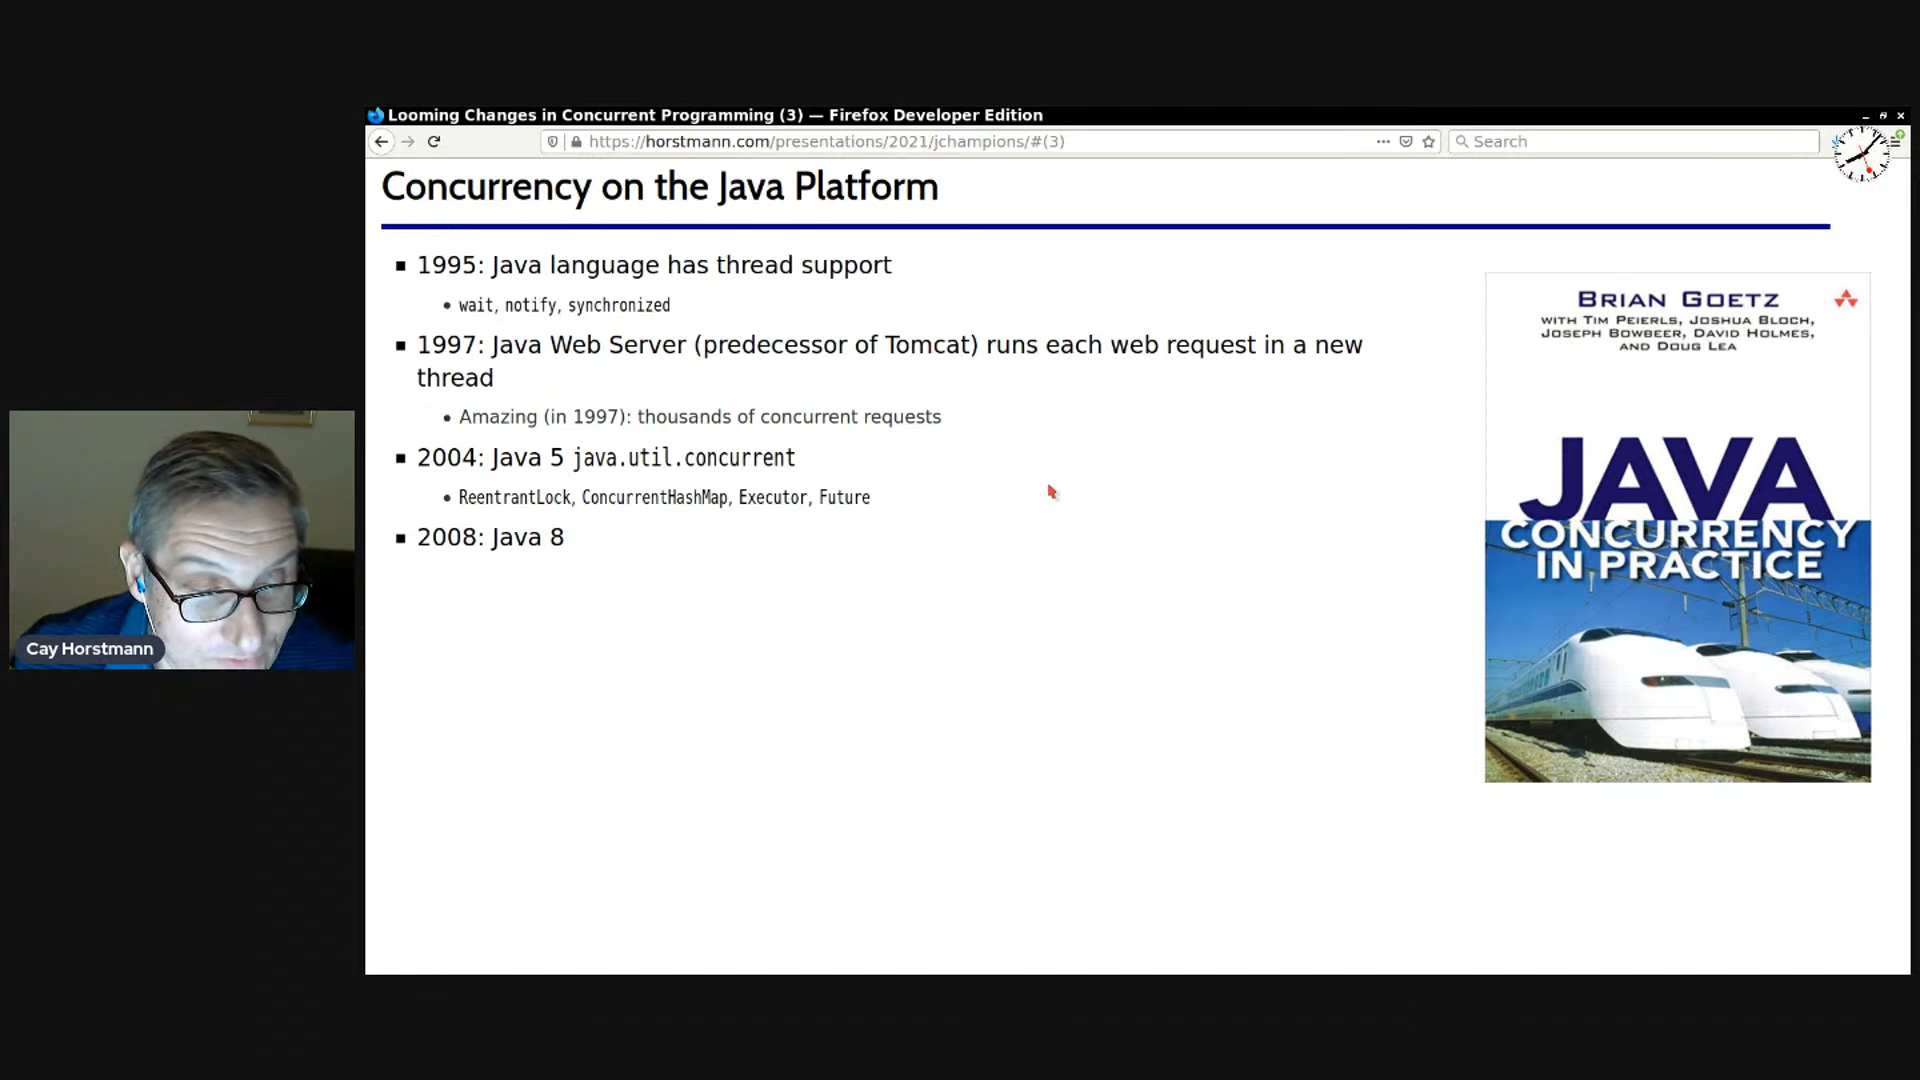 Looming Changes in Concurrent Programming (3) — Firefox Developer Edition
https://horstmann.com/presentations/2021/jchampions/#(3)
Search
Concurrency on the Java Platform
1995: Java language has thread support
wait, notify, synchronized
1997: Java Web Server (predecessor of Tomcat) runs each web request in a new
thread
Amazing (in 1997): thousands of concurrent requests
2004: Java 5 java.util.concurrent
ReentrantLock, ConcurrentHashMap, Executor, Future
2008: Java 8
BRIAN GOETZ
WITH TIM PEIERLS, JOSHUA BLOCH,
JOSEPH BOWBEER, DAVID HOLMES,
AND DOUG LEA
JAVA
CONCURRENCY
IN PRACTICE
Cay Horstmann